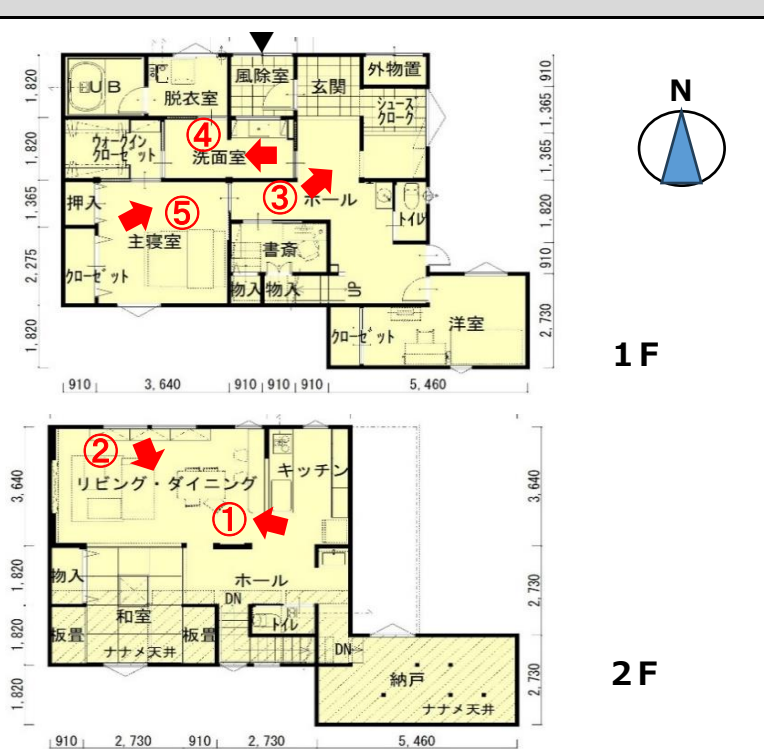 UB
脱衣室
風除室
玄関
外物置
シューズ
クローク
ウォークイン
クローゼット
④
洗面室
③
ホール
トイレ
押入
⑤
主寝室
書斎
クローゼット
物入
物入
UP
クローゼット
洋室
1,820
1,820
1,365
2,275
1,820
910
1,365
1,365
1,820
910
2,730
910
3,640
910
910
910
5,460
N
1F
②
リビング・ダイニング
キッチン
①
物入
ホール
DN
和室
板畳
板畳
トイレ
ナナメ天井
DN
納戸
ナナメ天井
3,640
1,820
1,820
1,820
3,640
2,730
2,730
910
2,730
910
2,730
5,460
2F